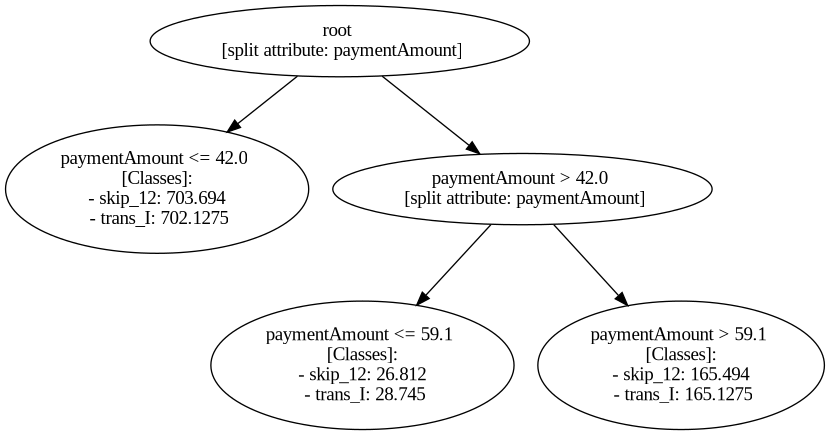 root
[split attribute: paymentAmount]
paymentAmount <= 42.0
[Classes]:
- skip_12: 703.694
- trans_I: 702.1275
paymentAmount > 42.0
[split attribute: paymentAmount]
paymentAmount <= 59.1
[Classes]:
- skip_12: 26.812
- trans_I: 28.745
paymentAmount > 59.1
[Classes]:
- skip_12: 165.494
- trans_I: 165.1275